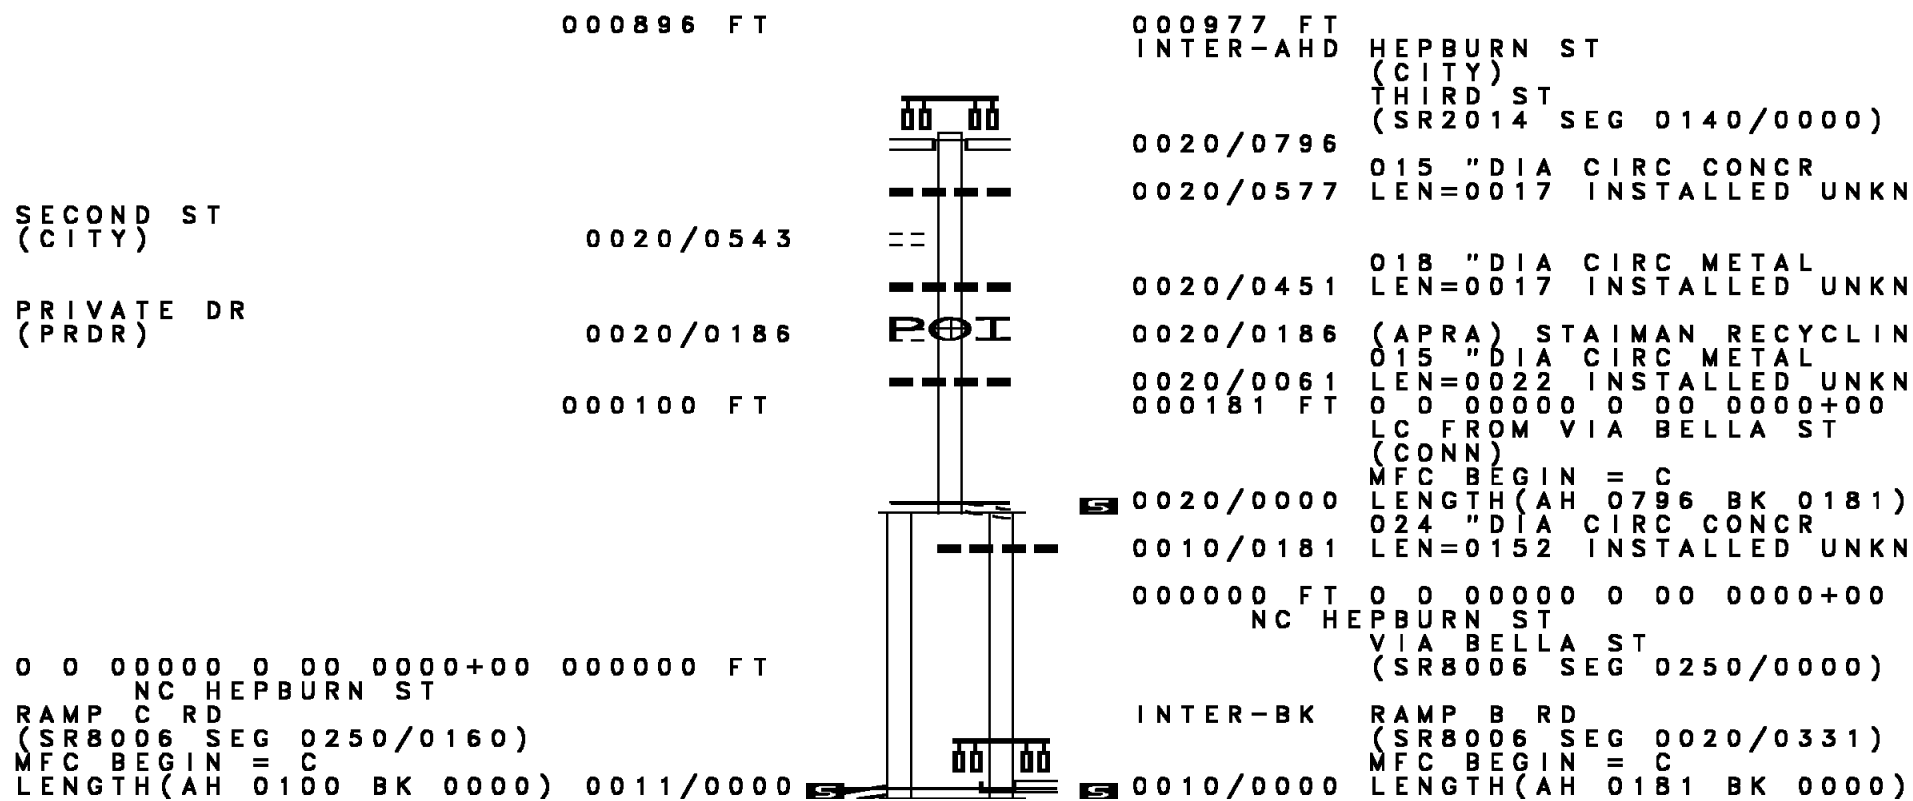 000896 FT 000977 FT
INTER-AHD HEPBURN ST
(CITY)
THIRD ST
(SR2014 SEG 0140/0000)
0020/0796
015 "DIA CIRC CONCR
0020/0577 LEN=0017 INSTALLED UNKN
SECOND ST
(CITY) 0020/0543
018 "DIA CIRC METAL
0020/0451 LEN=0017 INSTALLED UNKN
PRIVATE DR
POI
(PRDR) 0020/0186 0020/0186 (APRA) STAIMAN RECYCLIN
015 "DIA CIRC METAL
0020/0061 LEN=0022 INSTALLED UNKN
000100 FT 000181 FT 0 0 00000 0 00 0000+00
LC FROM VIA BELLA ST
(CONN)
MFC BEGIN = C
S 0020/0000 LENGTH(AH 0796 BK 0181)
024 "DIA CIRC CONCR
0010/0181 LEN=0152 INSTALLED UNKN
000000 FT 0 0 00000 0 00 0000+00
NC HEPBURN ST
VIA BELLA ST
0 0 00000 0 00 0000+00 000000 FT (SR8006 SEG 0250/0000)
NC HEPBURN ST
RAMP C RD INTER-BK RAMP B RD
(SR8006 SEG 0250/0160) (SR8006 SEG 0020/0331)
MFC BEGIN = C MFC BEGIN = C
LENGTH(AH 0100 BK 0000) 0011/0000 S S 0010/0000 LENGTH(AH 0181 BK 0000)